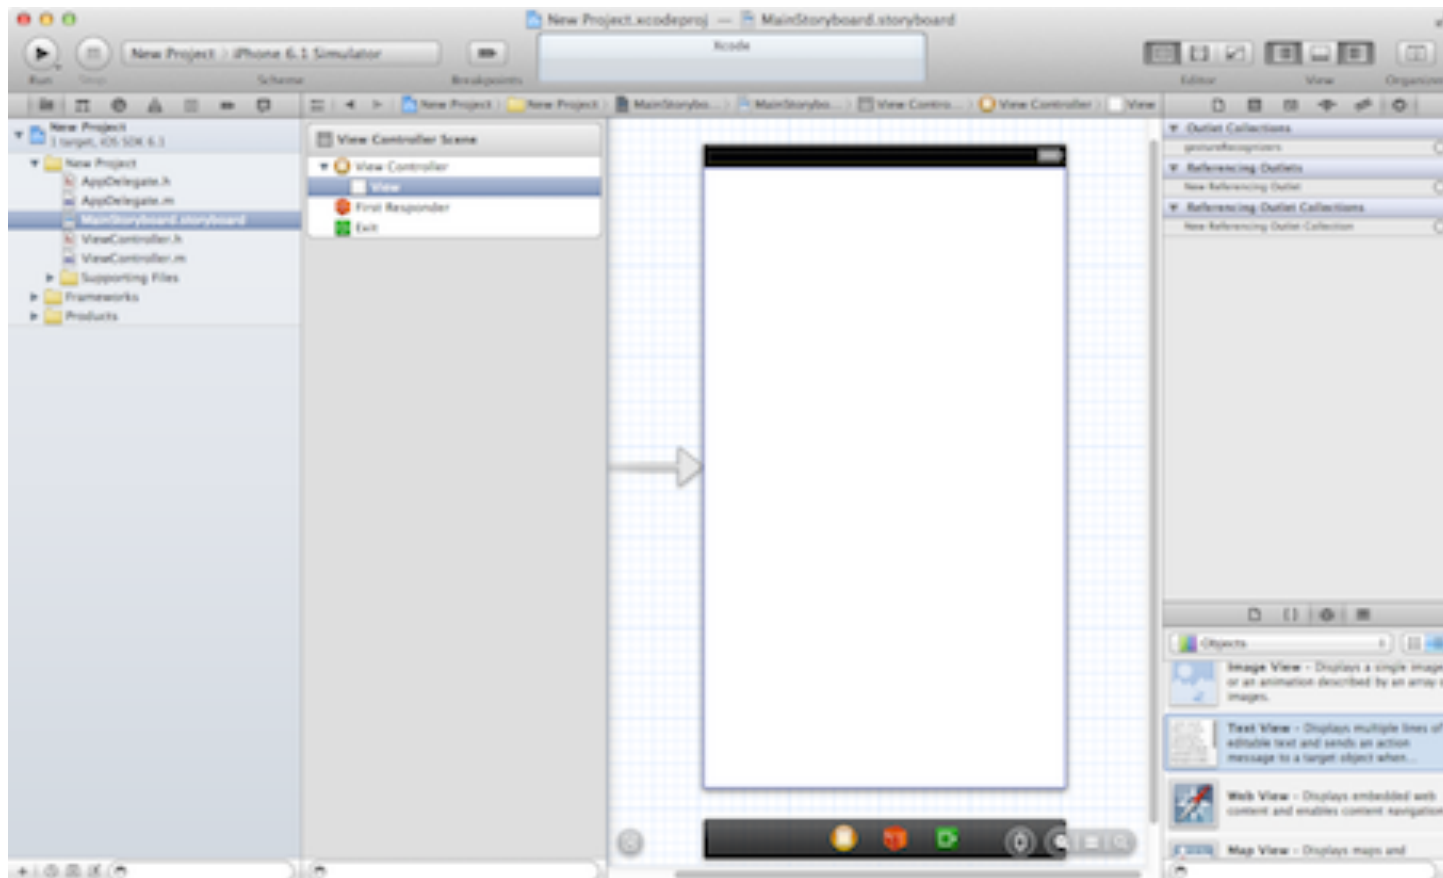 New Project.xcodeproj — MainStoryboard.storyboard
New Project iPhone 6.1 Simulator
Xcode
Run Stop Scheme Breakpoints Editor View Organizer
New Project New Project MainStorybo... MainStorybo... View Contro... View Controller View
New Project
1 target, iOS SDK 6.1
New Project
AppDelegate.h
AppDelegate.m
MainStoryboard.storyboard
ViewController.h
ViewController.m
Supporting Files
Frameworks
Products
View Controller Scene
View Controller
View
First Responder
Exit
Outlet Collections
gestureRecognizers
Referencing Outlets
New Referencing Outlet
Referencing Outlet Collections
New Referencing Outlet Collection
Objects
Image View - Displays a single image
or an animation described by an array
images.
Text View - Displays multiple lines of
editable text and sends an action
message to a target object when...
Web View - Displays embedded web
content and enables content navigation
Map View - Displays maps and